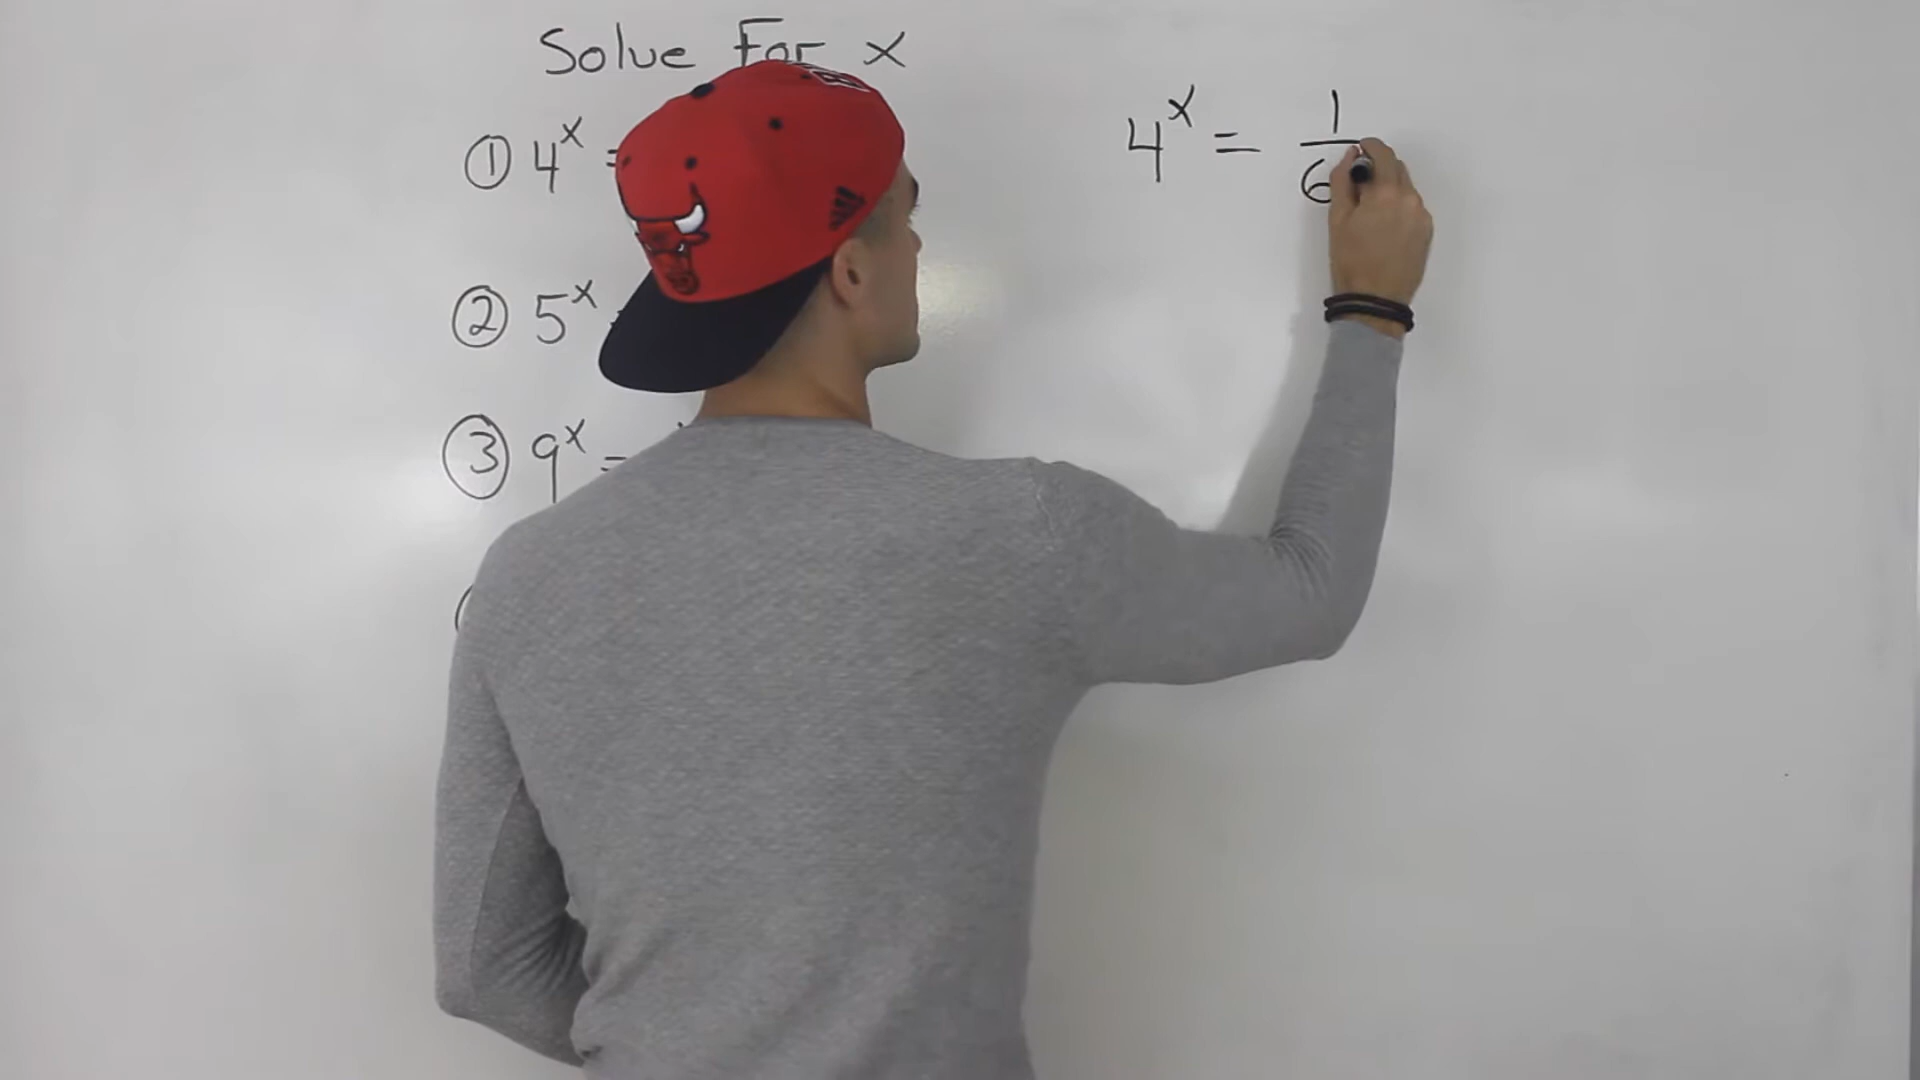 Solve For x
① 4^x =
② 5^x
③ 9^x =
4^x = 1/6